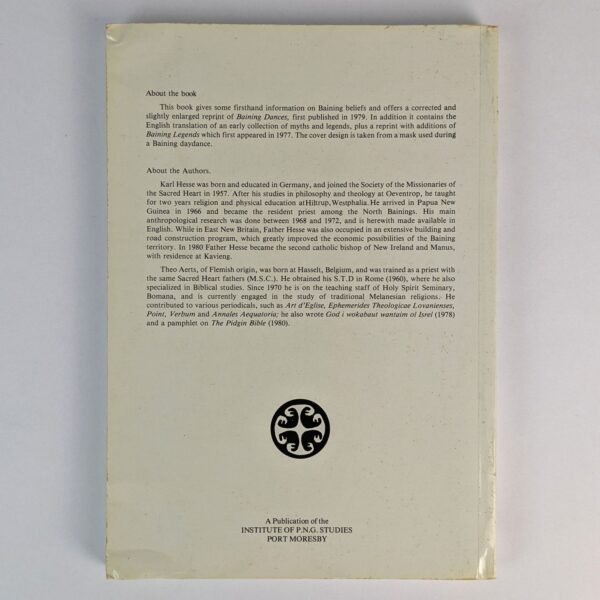 About the book
This book gives some firsthand information on Baining beliefs and offers a corrected and
slightly enlarged reprint of Baining Dances, first published in 1979. In addition it contains the
English translation of an early collection of myths and legends, plus a reprint with additions of
Baining Legends which first appeared in 1977. The cover design is taken from a mask used during
a Baining daydance.
About the Authors.
Karl Hesse was born and educated in Germany, and joined the Society of the Missionaries of
the Sacred Heart in 1957. After his studies in philosophy and theology at Oeventrop, he taught
for two years religion and physical education atHiltrup,Westphalia. He arrived in Papua New
Guinea in 1966 and became the resident priest among the North Bainings. His main
anthropological research was done between 1968 and 1972, and is herewith made available in
English. While in East New Britain, Father Hesse was also occupied in an extensive building and
road construction program, which greatly improved the economic possibilities of the Baining
territory. In 1980 Father Hesse became the second catholic bishop of New Ireland and Manus,
with residence at Kavieng.
Theo Aerts, of Flemish origin, was born at Hasselt, Belgium, and was trained as a priest with
the same Sacred Heart fathers (M.S.C.). He obtained his S.T.D in Rome (1960), where he also
specialized in Biblical studies. Since 1970 he is on the teaching staff of Holy Spirit Seminary,
Bomana, and is currently engaged in the study of traditional Melanesian religions. He
contributed to various periodicals, such as Art d'Eglise, Ephemerides Theologicæ Lovanienses,
Point, Verbum and Annales Aequatoria; he also wrote God i wokabaut wantaim ol Isrel (1978)
and a pamphlet on The Pidgin Bible (1980).
A Publication of the
INSTITUTE OF P.N.G. STUDIES
PORT MORESBY